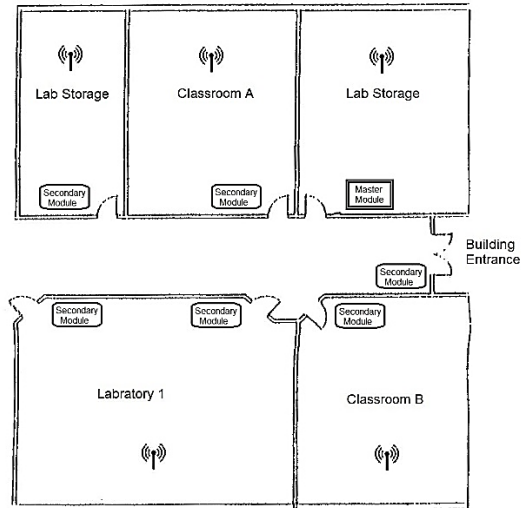 Lab Storage
Classroom A
Lab Storage
Secondary
Module
Secondary
Module
Master
Module
Building
Entrance
Secondary
Module
Secondary
Module
Secondary
Module
Secondary
Module
Labratory 1
Classroom B